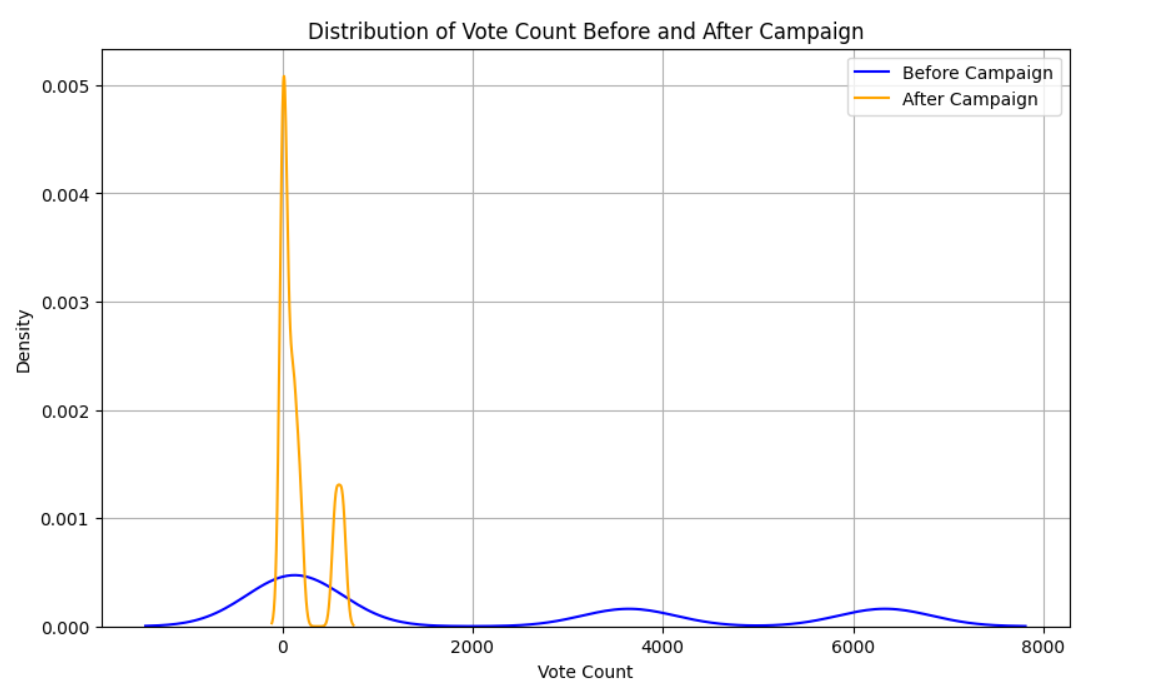 Distribution of Vote Count Before and After Campaign
Before Campaign
After Campaign
0.005
0.004
0.003
0.002
0.001
0.000
Density
0 2000 4000 6000 8000
Vote Count